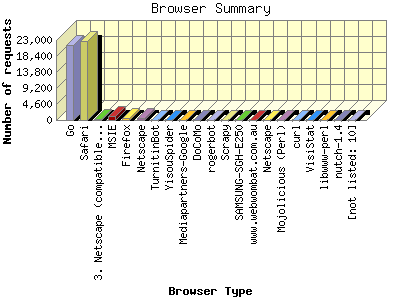 Browser Summary
Number of requests
23,000
18,400
13,800
9,200
4,600
0
Go
Safari
3. Netscape (compatible...
MSIE
Firefox
Netscape
TurnitinBot
YisouSpider
Mediapartners-Google
DoCoMo
rogerbot
Scrapy
SAMSUNG-SGH-E250
www.webwombat.com.au
Netscape
Mojolicious (Perl)
curl
VisiStat
libwww-perl
nutch-1.4
[not listed: 10]
Browser Type